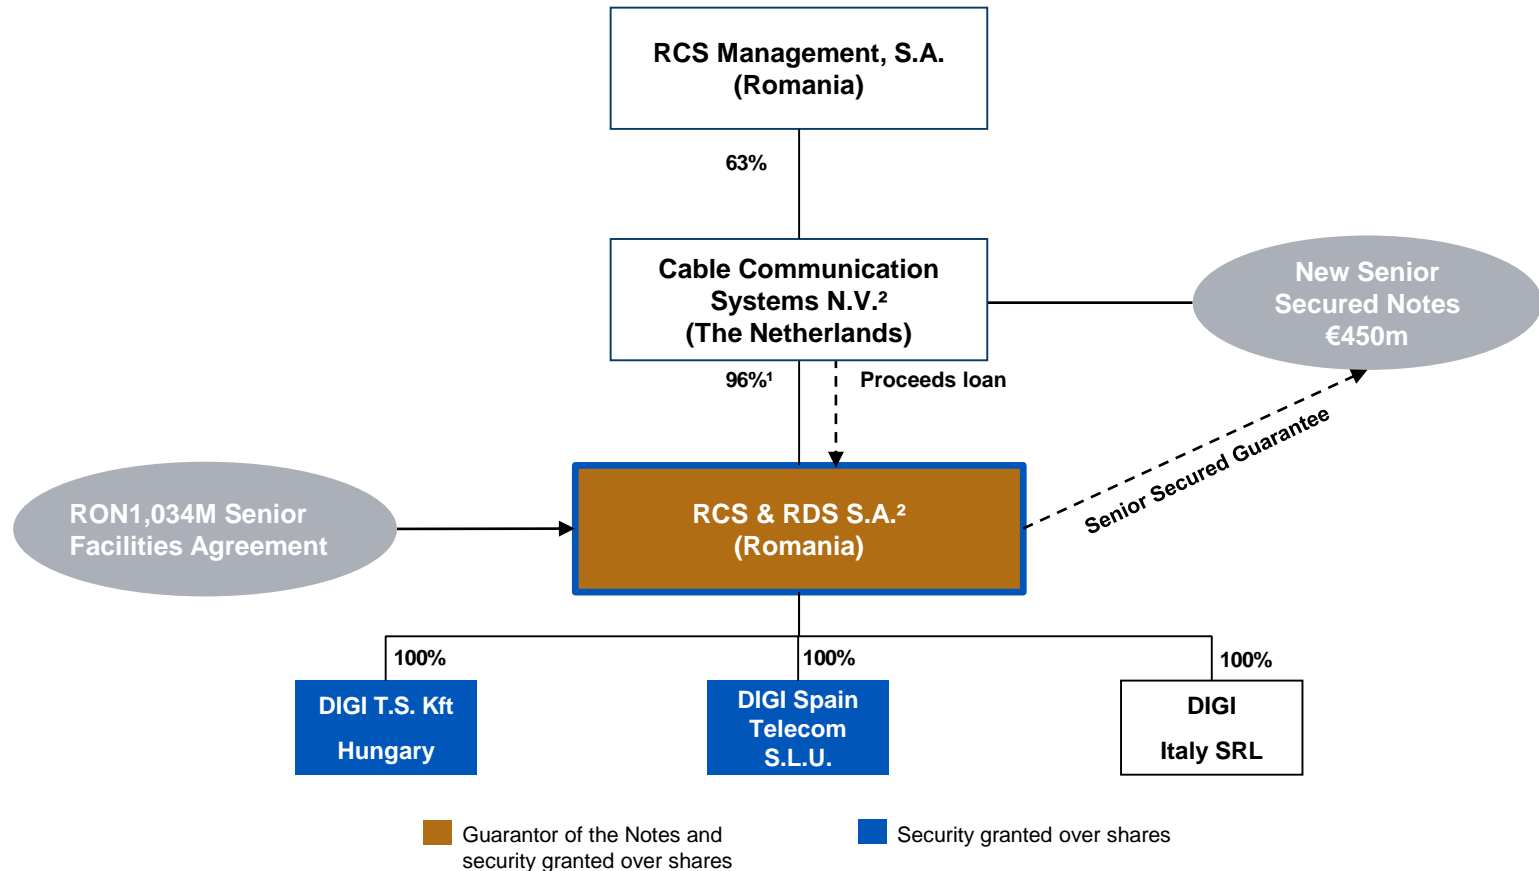 RCS Management, S.A.
(Romania)
63%
Cable Communication
Systems N.V.²
(The Netherlands)
New Senior
Secured Notes
€450m
96%¹
Proceeds loan
Senior Secured Guarantee
RON1,034M Senior
Facilities Agreement
RCS & RDS S.A.²
(Romania)
100%
100%
100%
DIGI T.S. Kft
Hungary
DIGI Spain
Telecom
S.L.U.
DIGI
Italy SRL
Guarantor of the Notes and
security granted over shares
Security granted over shares